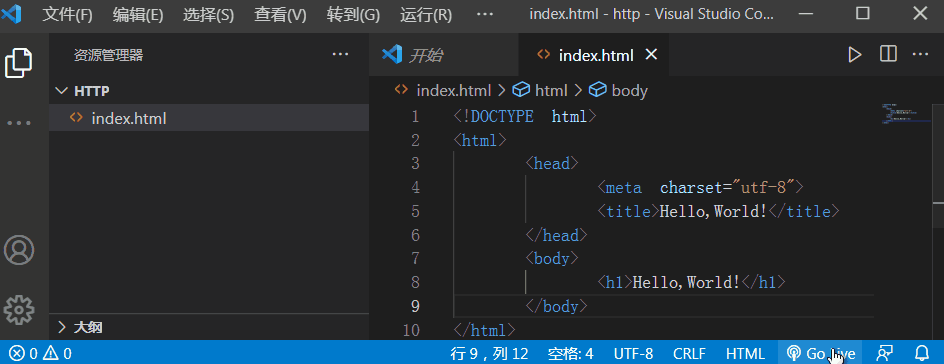 文件(F) 编辑(E) 选择(S) 查看(V) 转到(G) 运行(R) ··· index.html - http - Visual Studio Co...
资源管理器 ···
HTTP
index.html
大纲
开始 index.html
index.html > html > body
1 <!DOCTYPE html>
2 <html>
3 <head>
4 <meta charset="utf-8">
5 <title>Hello,World!</title>
6 </head>
7 <body>
8 <h1>Hello,World!</h1>
9 </body>
10 </html>
0 0 行 9，列 12 空格: 4 UTF-8 CRLF HTML Go Live